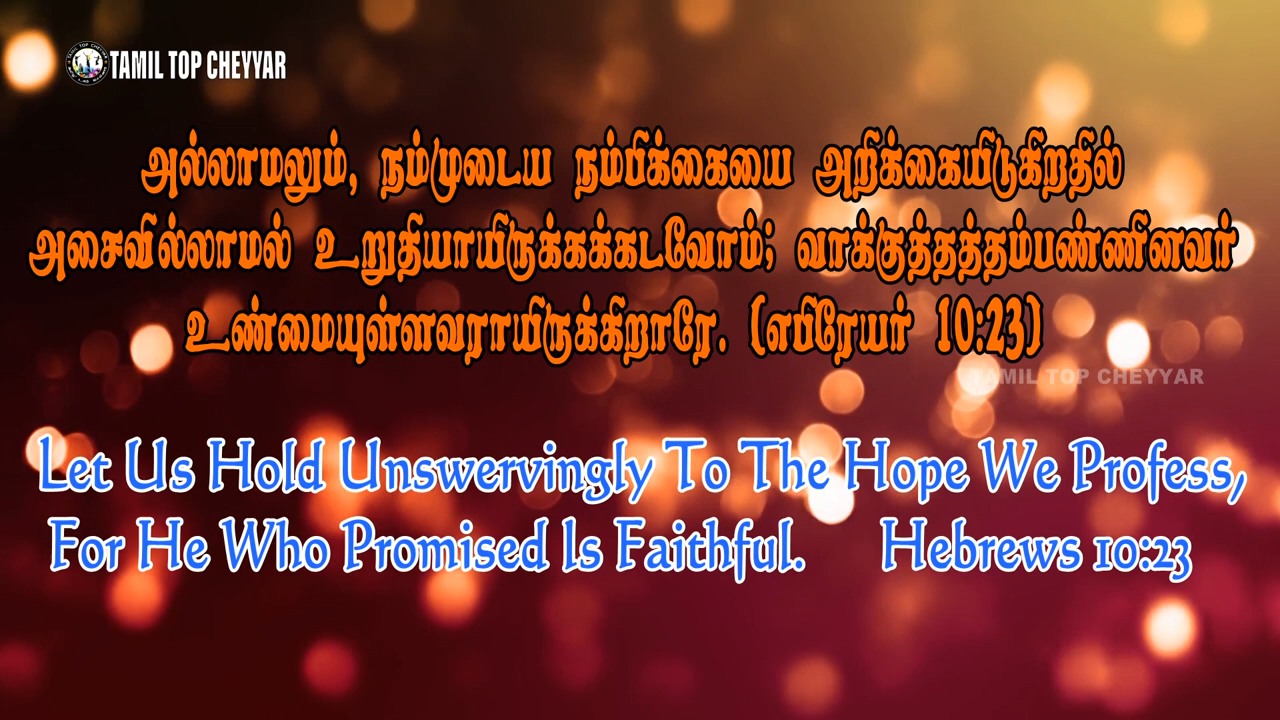 TAMIL TOP CHEYYAR
அல்லாமலும், நம்முடைய நம்பிக்கையை அறிக்கையிடுகிறதில்
அசைவில்லாமல் உறுதியாயிருக்கக்கடவோம்; வாக்குத்தத்தம்பண்ணினவர்
உண்மையுள்ளவராயிருக்கிறாரே. (எபிரேயர் 10:23)
TAMIL TOP CHEYYAR
Let Us Hold Unswervingly To The Hope We Profess,
For He Who Promised Is Faithful. Hebrews 10:23